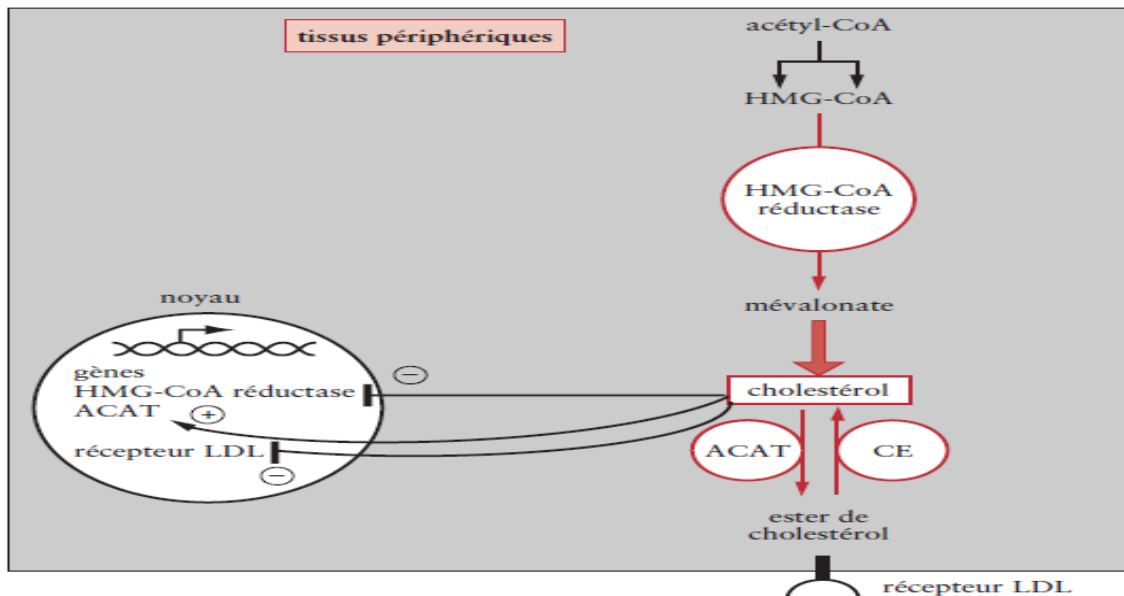 tissus périphériques
acétyl-CoA
HMG-CoA
HMG-CoA
réductase
mévalonate
noyau
gènes
HMG-CoA réductase
ACAT
récepteur LDL
−
+
−
cholestérol
ACAT
CE
ester de
cholestérol
récepteur LDL